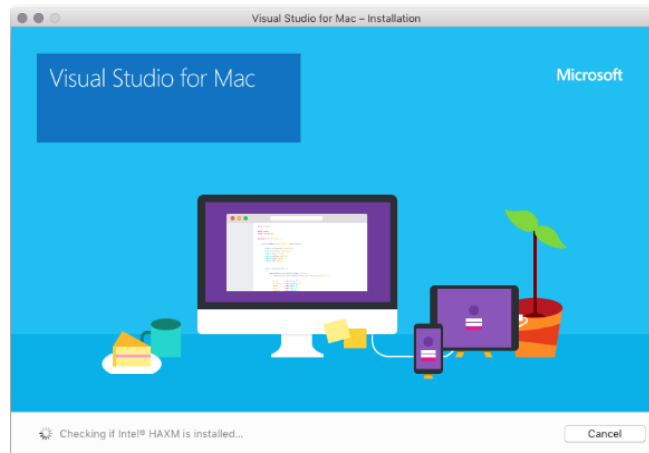 Visual Studio for Mac – Installation
Visual Studio for Mac
Microsoft
Checking if Intel® HAXM is installed...
Cancel